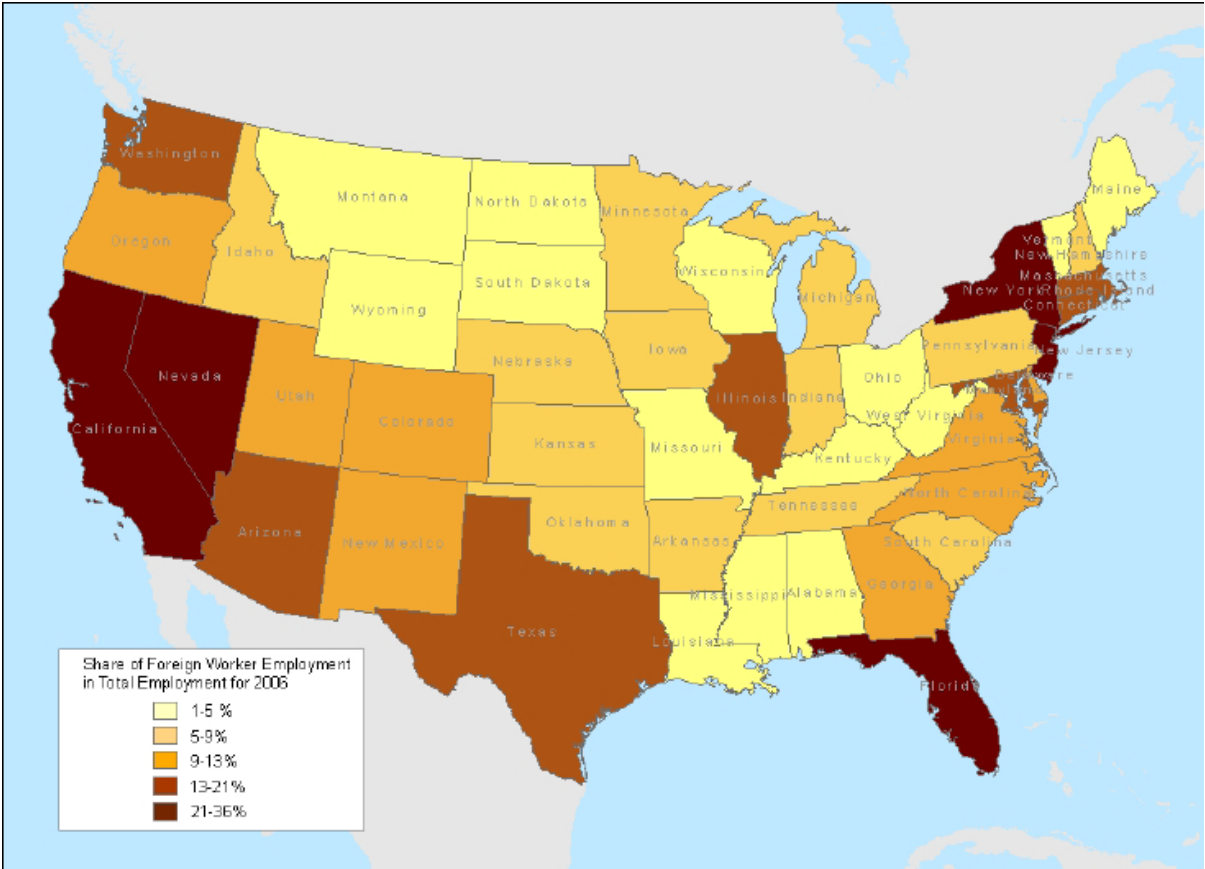 Washington
Montana
North Dakota
Minnesota
Maine
Oregon
Idaho
Vermont
New Hampshire
Wisconsin
Massachusetts
South Dakota
New York
Rhode Island
Michigan
Connecticut
Wyoming
Iowa
Pennsylvania
New Jersey
Nebraska
Nevada
Ohio
Delaware
Maryland
Utah
Illinois
Indiana
West Virginia
Colorado
California
Kansas
Missouri
Virginia
Kentucky
North Carolina
Tennessee
Oklahoma
Arizona
New Mexico
Arkansas
South Carolina
Georgia
Mississippi
Alabama
Texas
Louisiana
Florida
Share of Foreign Worker Employment
in Total Employment for 2006
1-5 %
5-9%
9-13%
13-21%
21-36%